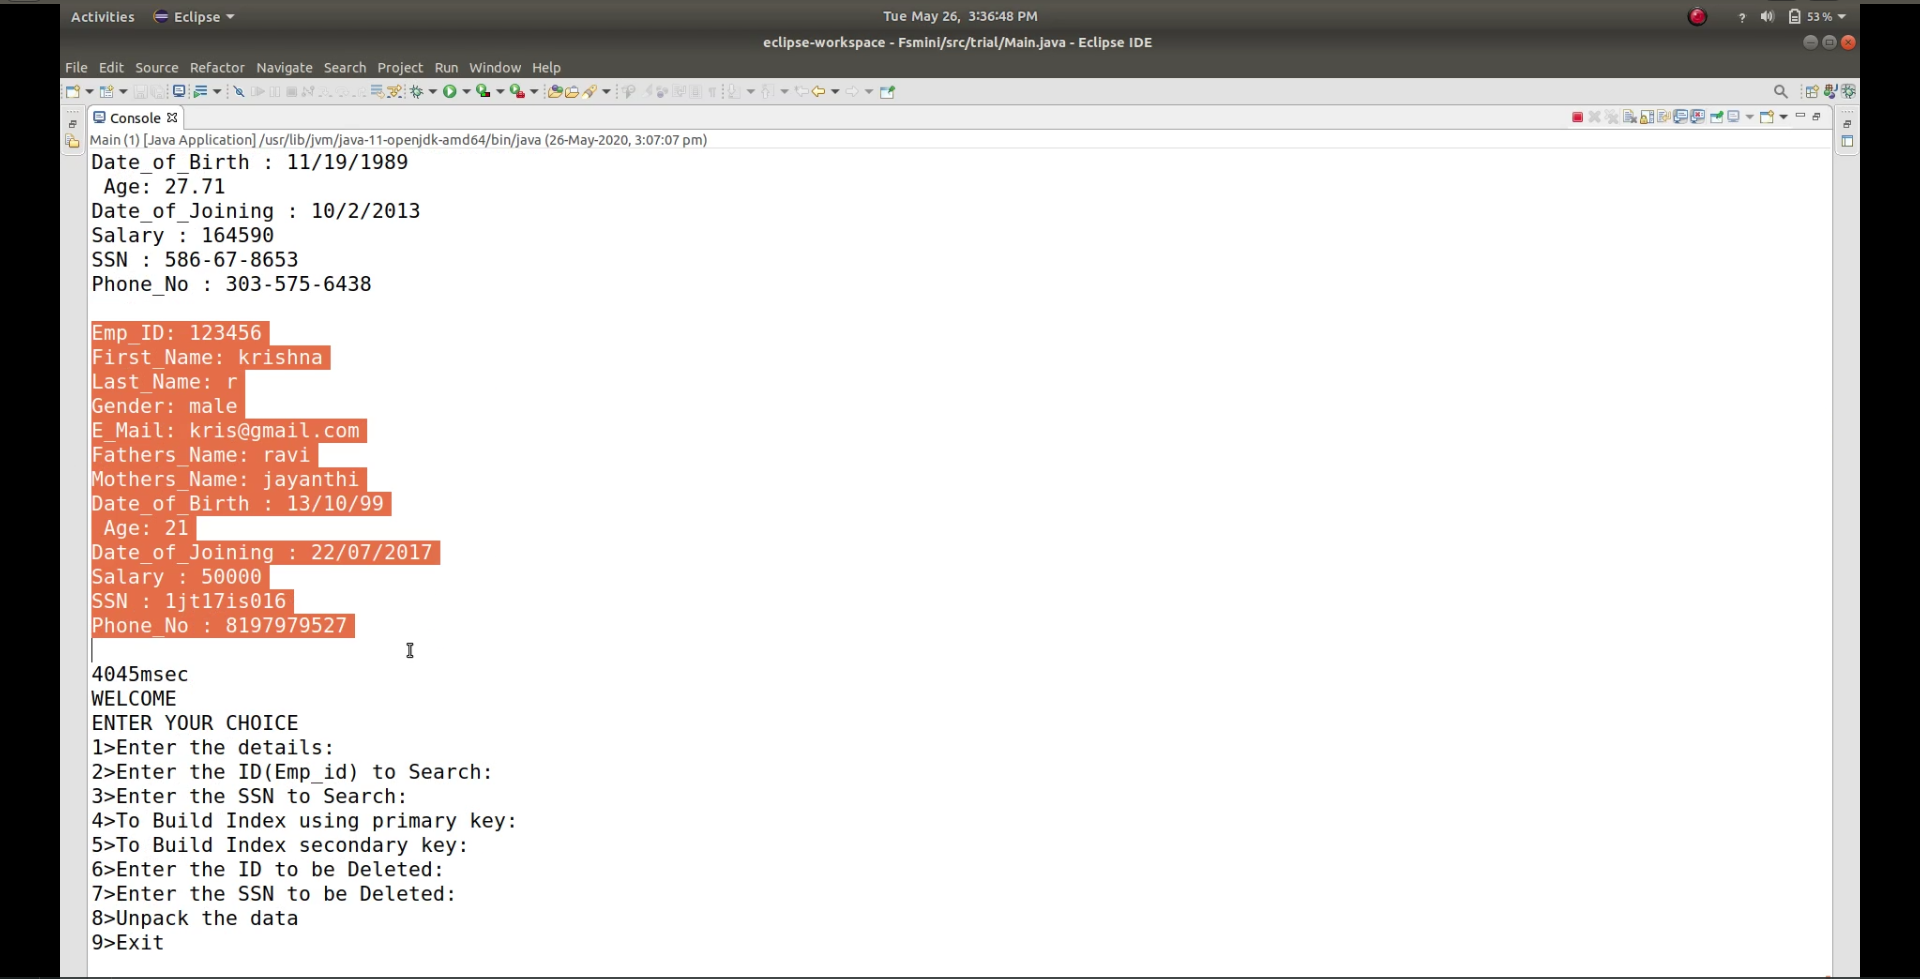 Activities Eclipse Tue May 26, 3:36:48 PM ? 53 %
eclipse-workspace - Fsmini/src/trial/Main.java - Eclipse IDE
File Edit Source Refactor Navigate Search Project Run Window Help
Console
Main (1) [Java Application] /usr/lib/jvm/java-11-openjdk-amd64/bin/java (26-May-2020, 3:07:07 pm)
Date_of_Birth : 11/19/1989
Age: 27.71
Date_of_Joining : 10/2/2013
Salary : 164590
SSN : 586-67-8653
Phone_No : 303-575-6438
Emp_ID: 123456
First_Name: krishna
Last_Name: r
Gender: male
E_Mail: kris@gmail.com
Fathers_Name: ravi
Mothers_Name: jayanthi
Date_of_Birth : 13/10/99
Age: 21
Date_of_Joining : 22/07/2017
Salary : 50000
SSN : 1jt17is016
Phone_No : 8197979527
4045msec
WELCOME
ENTER YOUR CHOICE
1>Enter the details:
2>Enter the ID(Emp_id) to Search:
3>Enter the SSN to Search:
4>To Build Index using primary key:
5>To Build Index secondary key:
6>Enter the ID to be Deleted:
7>Enter the SSN to be Deleted:
8>Unpack the data
9>Exit